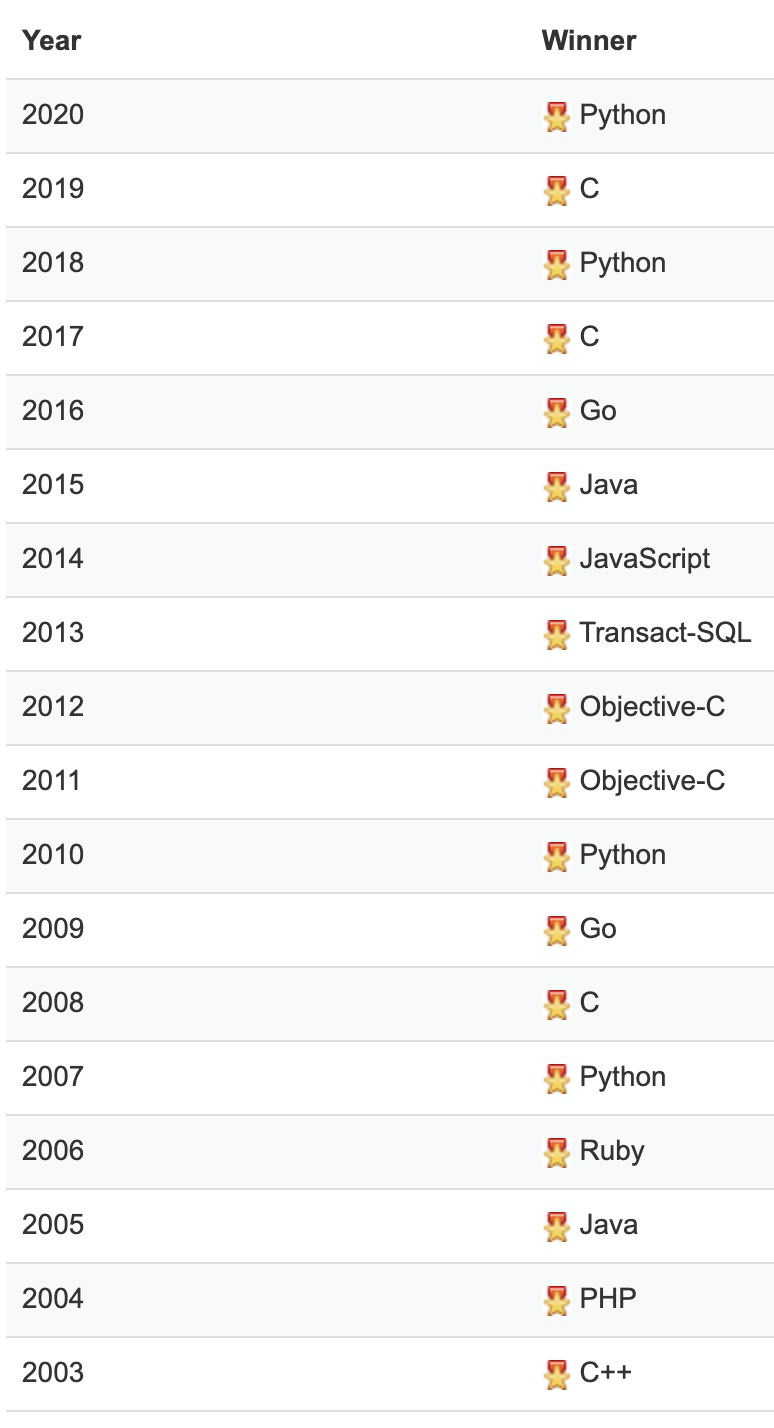 Year Winner
2020 Python
2019 C
2018 Python
2017 C
2016 Go
2015 Java
2014 JavaScript
2013 Transact-SQL
2012 Objective-C
2011 Objective-C
2010 Python
2009 Go
2008 C
2007 Python
2006 Ruby
2005 Java
2004 PHP
2003 C++